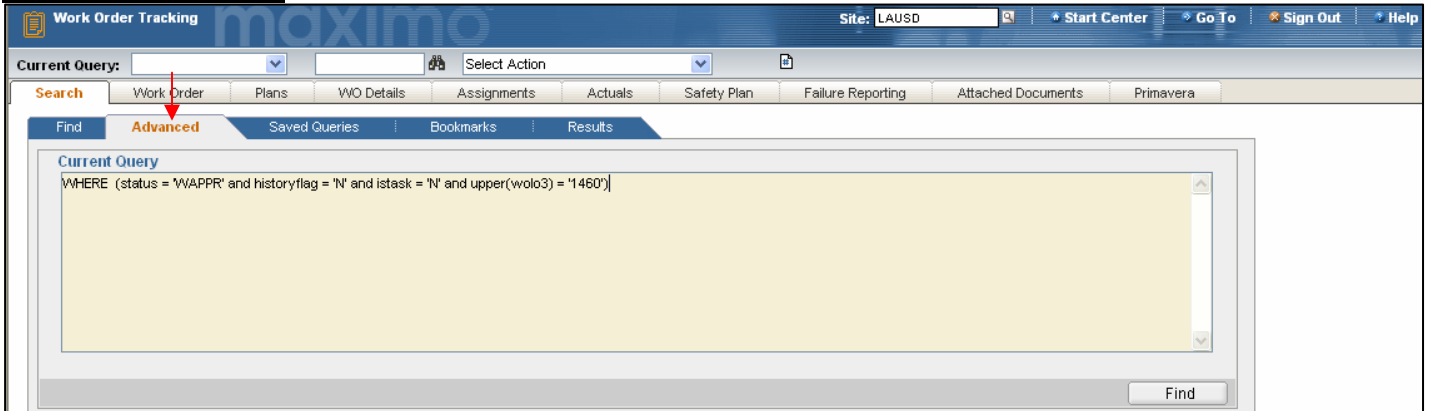 Work Order Tracking maximo Site: LAUSD Start Center Go To Sign Out Help
Current Query: Select Action
Search Work Order Plans WO Details Assignments Actuals Safety Plan Failure Reporting Attached Documents Primavera
Find Advanced Saved Queries Bookmarks Results
Current Query
WHERE (status = 'WAPPR' and historyflag = 'N' and istask = 'N' and upper(wolo3) = '1460')
Find